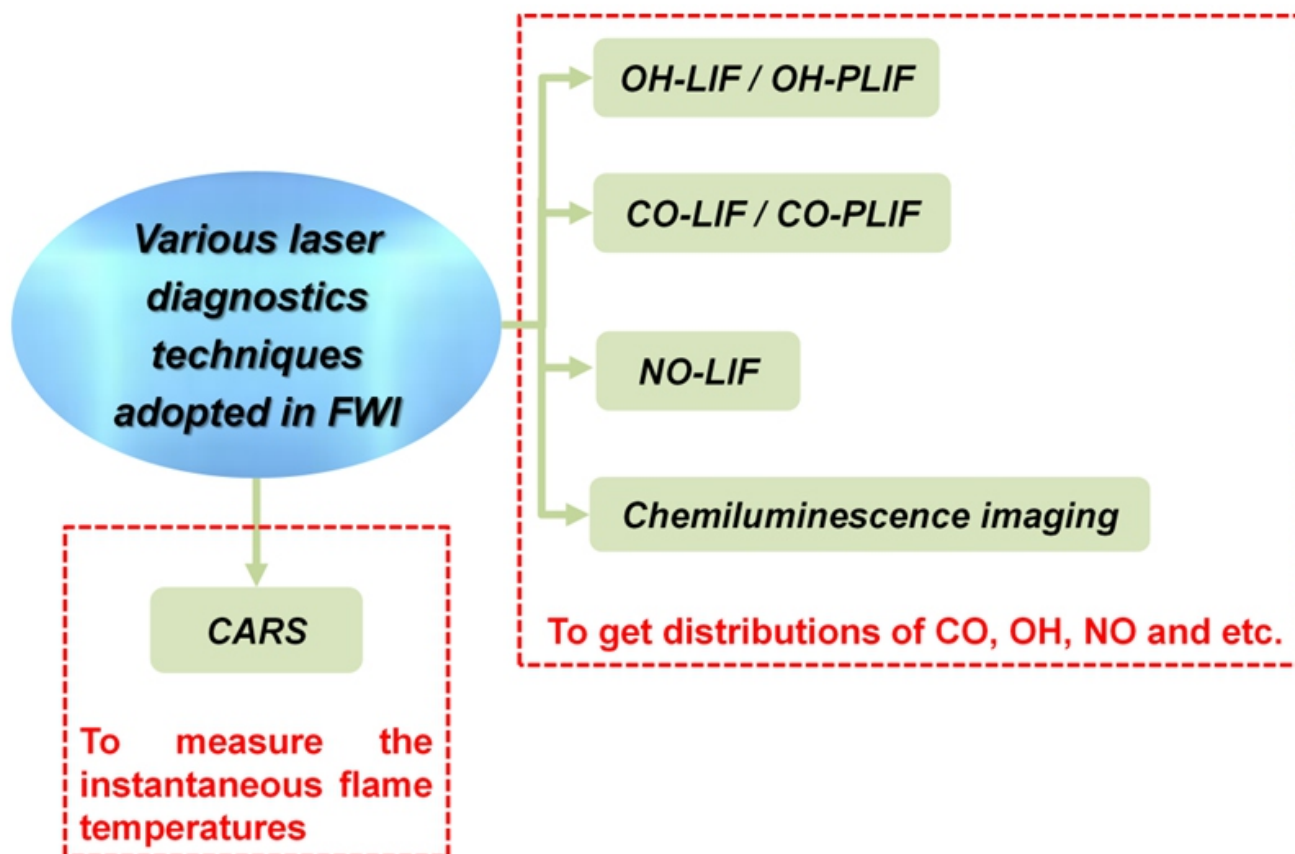 Various laser
diagnostics
techniques
adopted in FWI
OH-LIF / OH-PLIF
CO-LIF / CO-PLIF
NO-LIF
Chemiluminescence imaging
To get distributions of CO, OH, NO and etc.
CARS
To measure the
instantaneous flame
temperatures